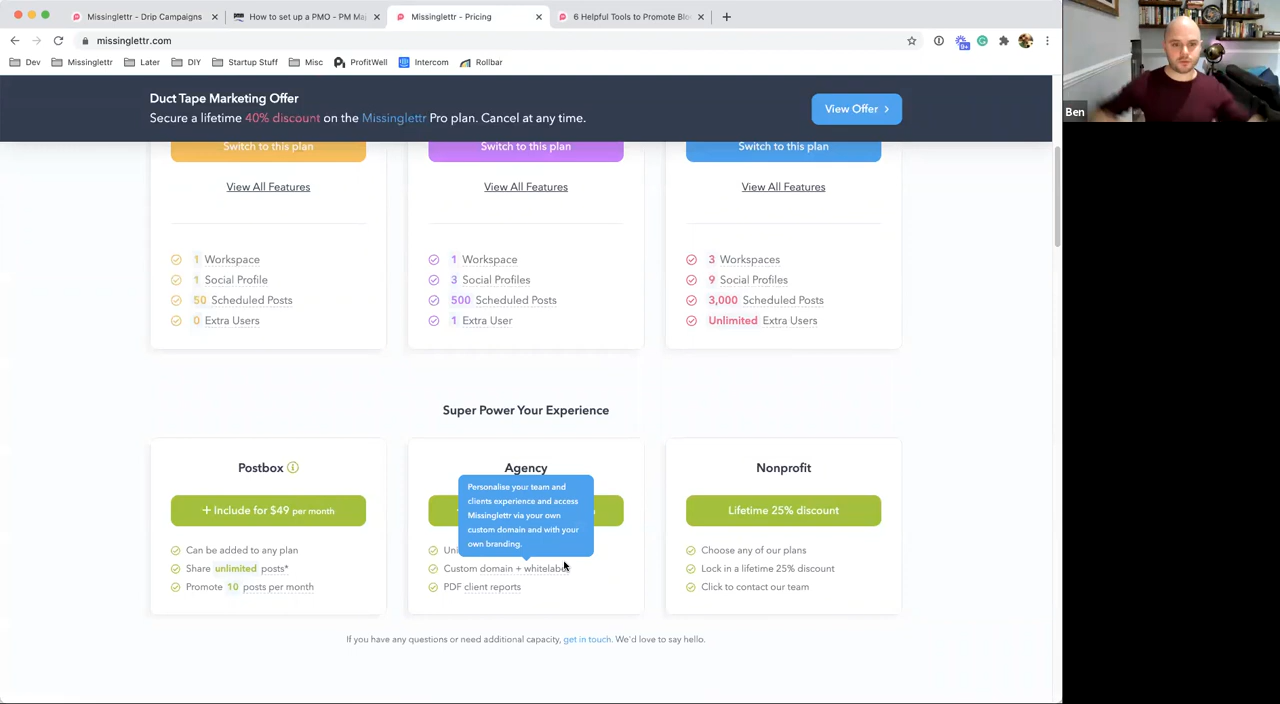 Missinglettr - Drip Campaigns
How to set up a PMO - PM Maj
Missinglettr - Pricing
6 Helpful Tools to Promote Blo
missinglettr.com
9+
Dev
Missinglettr
Later
DIY
Startup Stuff
Misc
ProfitWell
Intercom
Rollbar
Ben
Duct Tape Marketing Offer
Secure a lifetime 40% discount on the Missinglettr Pro plan. Cancel at any time.
View Offer
Switch to this plan
Switch to this plan
Switch to this plan
View All Features
View All Features
View All Features
1 Workspace
1 Social Profile
50 Scheduled Posts
0 Extra Users
1 Workspace
3 Social Profiles
500 Scheduled Posts
1 Extra User
3 Workspaces
9 Social Profiles
3,000 Scheduled Posts
Unlimited Extra Users
Super Power Your Experience
Postbox
+ Include for $49 per month
Can be added to any plan
Share unlimited posts*
Promote 10 posts per month
Agency
Personalise your team and
clients experience and access
Missinglettr via your own
custom domain and with your
own branding.
Custom domain + whitelabel
PDF client reports
Nonprofit
Lifetime 25% discount
Choose any of our plans
Lock in a lifetime 25% discount
Click to contact our team
If you have any questions or need additional capacity, get in touch. We'd love to say hello.